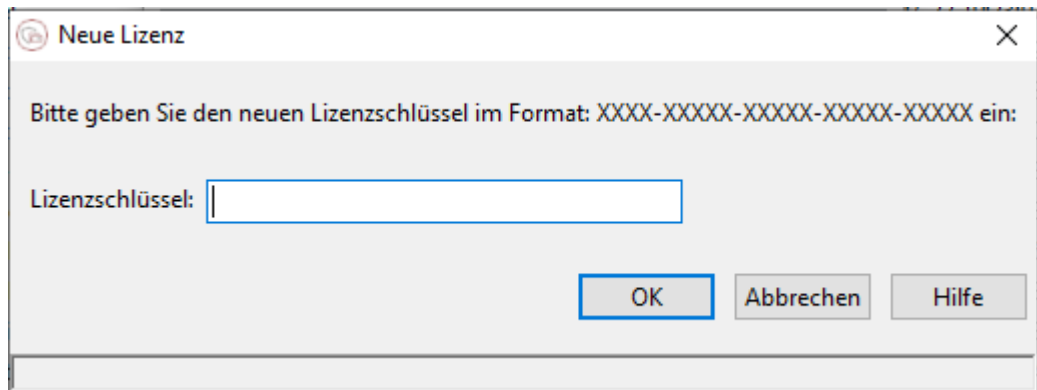 Neue Lizenz
Bitte geben Sie den neuen Lizenzschlüssel im Format: XXXX-XXXXX-XXXXX-XXXXX-XXXXX ein:
Lizenzschlüssel:
OK Abbrechen Hilfe